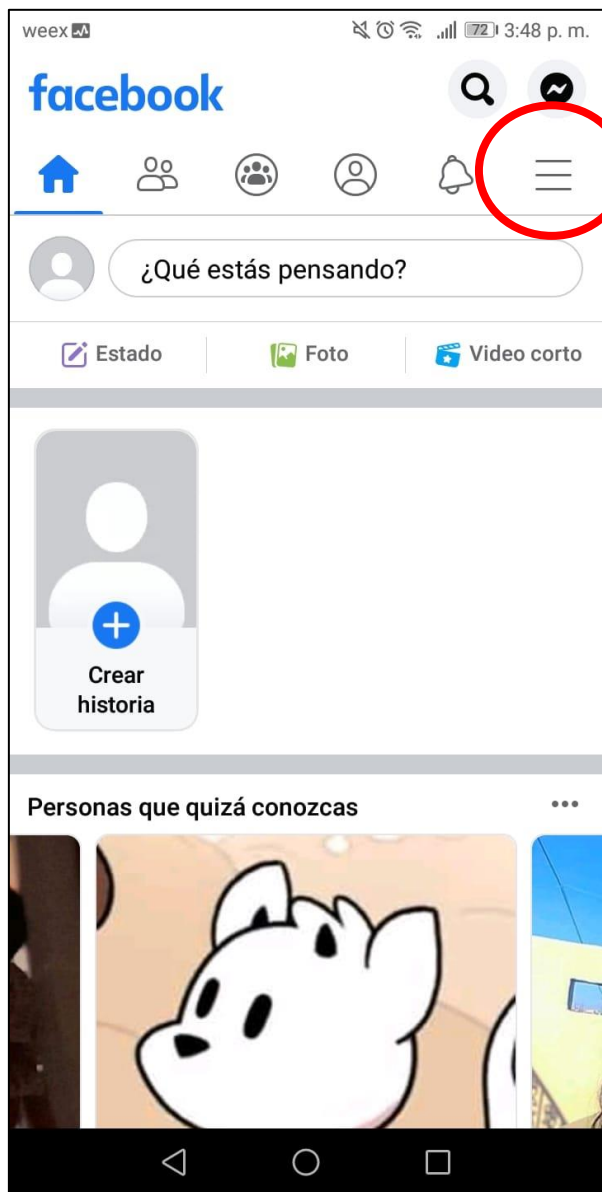 weex
72 3:48 p. m.
facebook
¿Qué estás pensando?
Estado
Foto
Video corto
Crear
historia
Personas que quizá conozcas